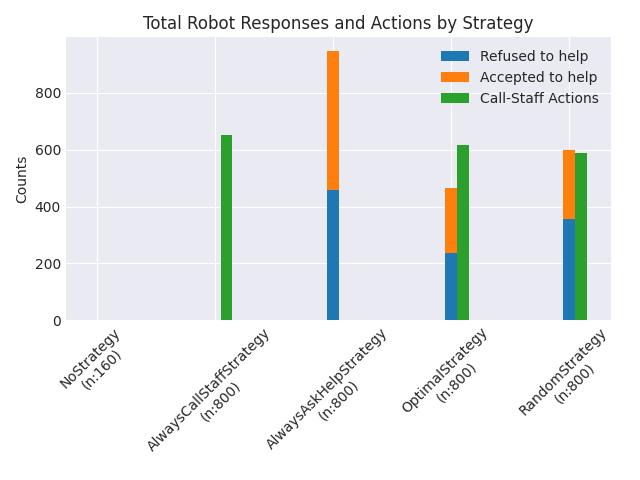 Total Robot Responses and Actions by Strategy
Refused to help
Accepted to help
Call-Staff Actions
Counts
800
600
400
200
0
NoStrategy
(n:160)
AlwaysCallStaffStrategy
(n:800)
AlwaysAskHelpStrategy
(n:800)
OptimalStrategy
(n:800)
RandomStrategy
(n:800)